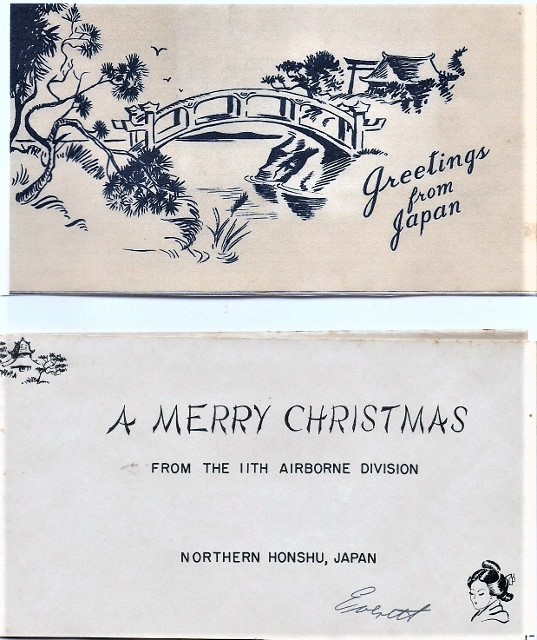 Greetings
from
Japan
A MERRY CHRISTMAS
FROM THE 11TH AIRBORNE DIVISION
NORTHERN HONSHU, JAPAN
Everett